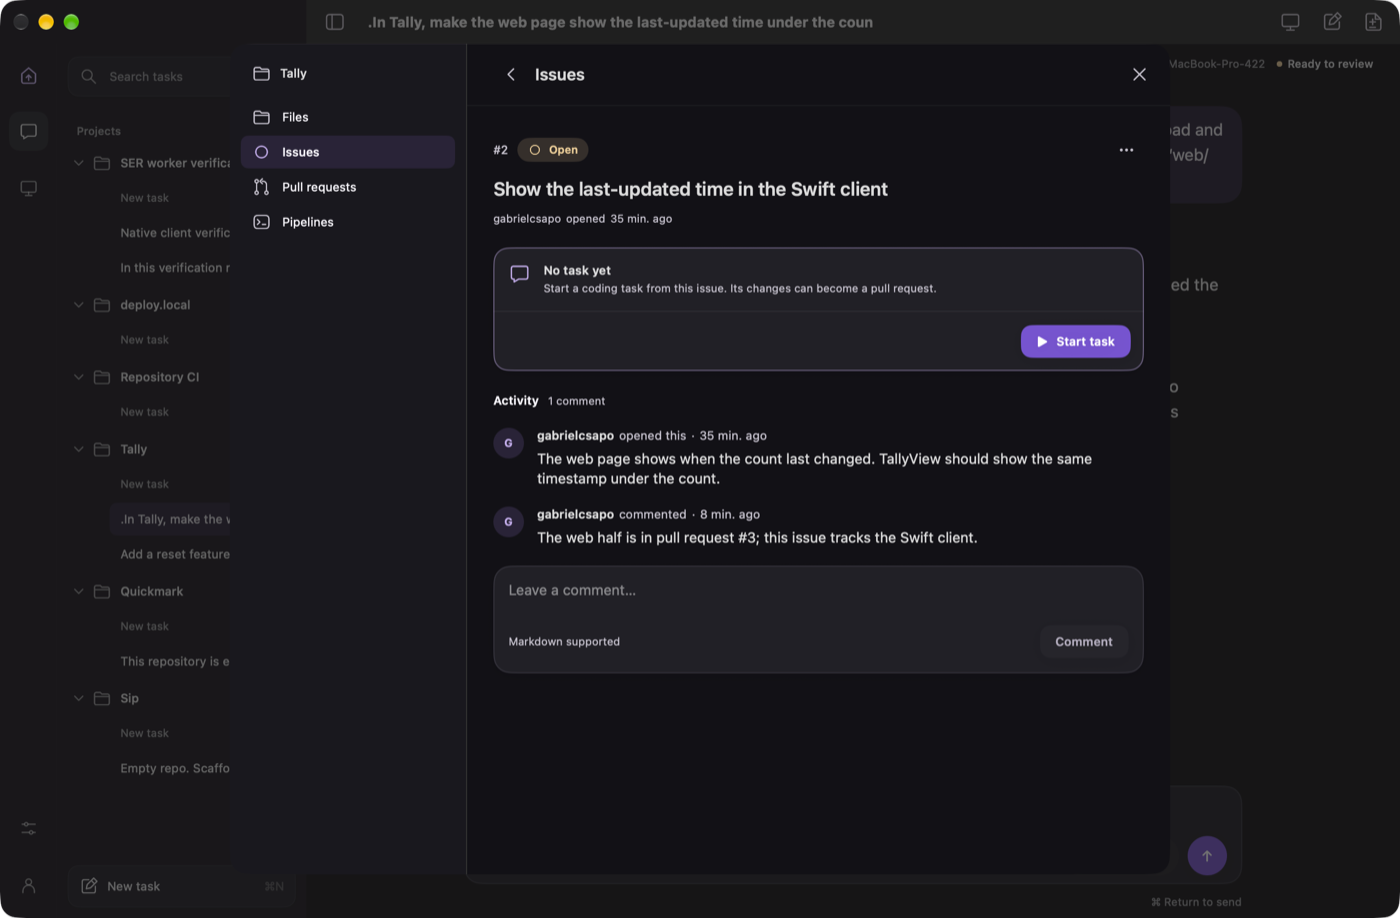 .In Tally, make the web page show the last-updated time under the coun
Search tasks
Projects
SER worker verifica
New task
Native client verific
In this verification r
deploy.local
New task
Repository CI
New task
Tally
New task
.In Tally, make the w
Add a reset feature
Quickmark
New task
This repository is e
Sip
New task
Empty repo. Scaffo
New task
⌘N
Tally
Files
Issues
Pull requests
Pipelines
Issues
#2 Open
Show the last-updated time in the Swift client
gabrielcsapo opened 35 min. ago
No task yet
Start a coding task from this issue. Its changes can become a pull request.
Start task
Activity 1 comment
G
gabrielcsapo opened this · 35 min. ago
The web page shows when the count last changed. TallyView should show the same
timestamp under the count.
G
gabrielcsapo commented · 8 min. ago
The web half is in pull request #3; this issue tracks the Swift client.
Leave a comment...
Markdown supported
Comment
MacBook-Pro-422 Ready to review
and
/web/
ed the
o
s
⌘ Return to send